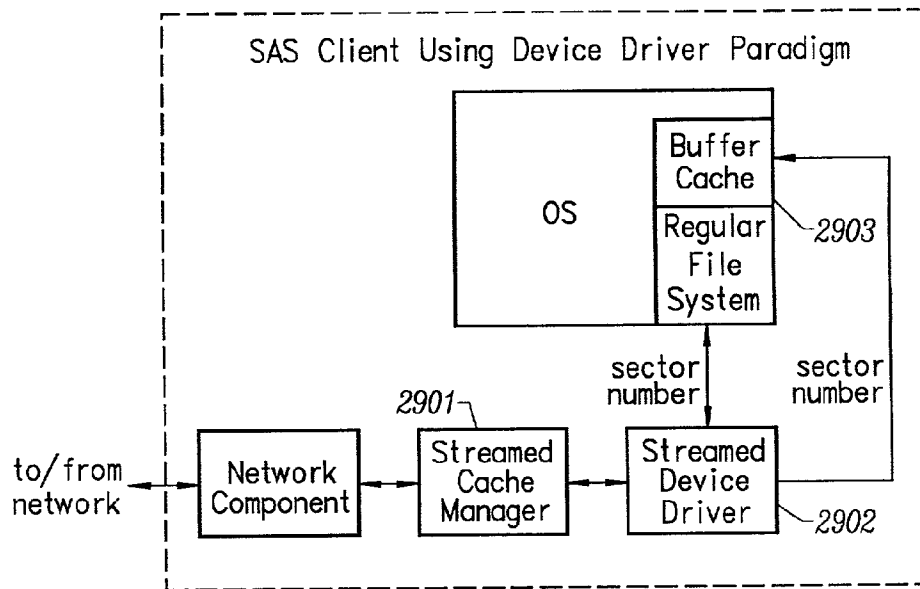 SAS Client Using Device Driver Paradigm
OS
Buffer
Cache
2903
Regular
File
System
sector
number
sector
number
to/from
network
Network
Component
2901
Streamed
Cache
Manager
Streamed
Device
Driver
2902